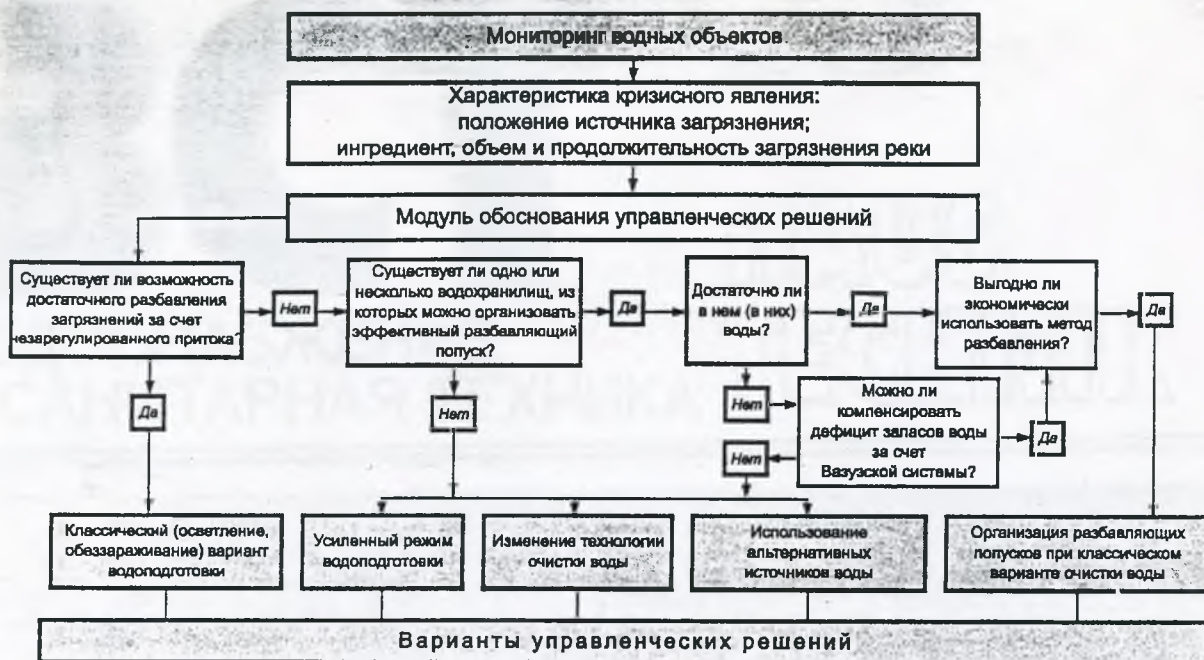 Мониторинг водных объектов
Характеристика кризисного явления:
положение источника загрязнения;
ингредиент, объем и продолжительность загрязнения реки
Модуль обоснования управленческих решений
Существует ли возможность
достаточного разбавления
загрязнений за счет
незарегулированного притока
Нет
Существует ли одно или
несколько водохранилищ, из
которых можно организовать
эффективный разбавляющий
попуск?
Да
Достаточно ли
в нем (в них)
воды?
Да
Выгодно ли
экономически
использовать метод
разбавления?
Да
Да
Нет
Нет
Можно ли
компенсировать
дефицит запасов воды
за счет
Вазузской системы?
Да
Нет
Классический (осветление,
обеззараживание) вариант
водоподготовки
Усиленный режим
водоподготовки
Изменение технологии
очистки воды
Использование
альтернативных
источников воды
Организация разбавляющих
попусков при классическом
варианте очистки воды
Варианты управленческих решений